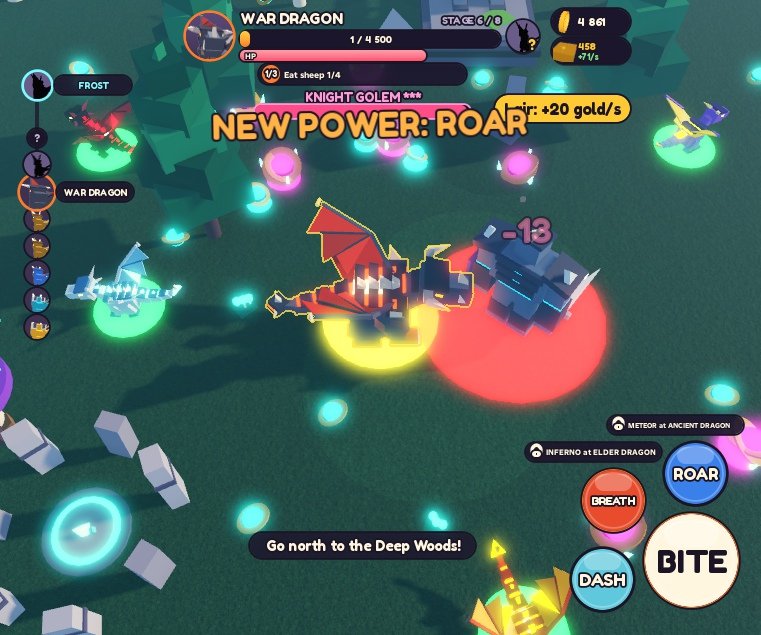 WAR DRAGON
STAGE 6/8
1 / 4 500
HP
?
4 861
458
+71/s
1/3 Eat sheep 1/4
FROST
KNIGHT GOLEM ***
air: +20 gold/s
NEW POWER: ROAR
?
WAR DRAGON
-13
METEOR at ANCIENT DRAGON
INFERNO at ELDER DRAGON
ROAR
BREATH
Go north to the Deep Woods!
BITE
DASH